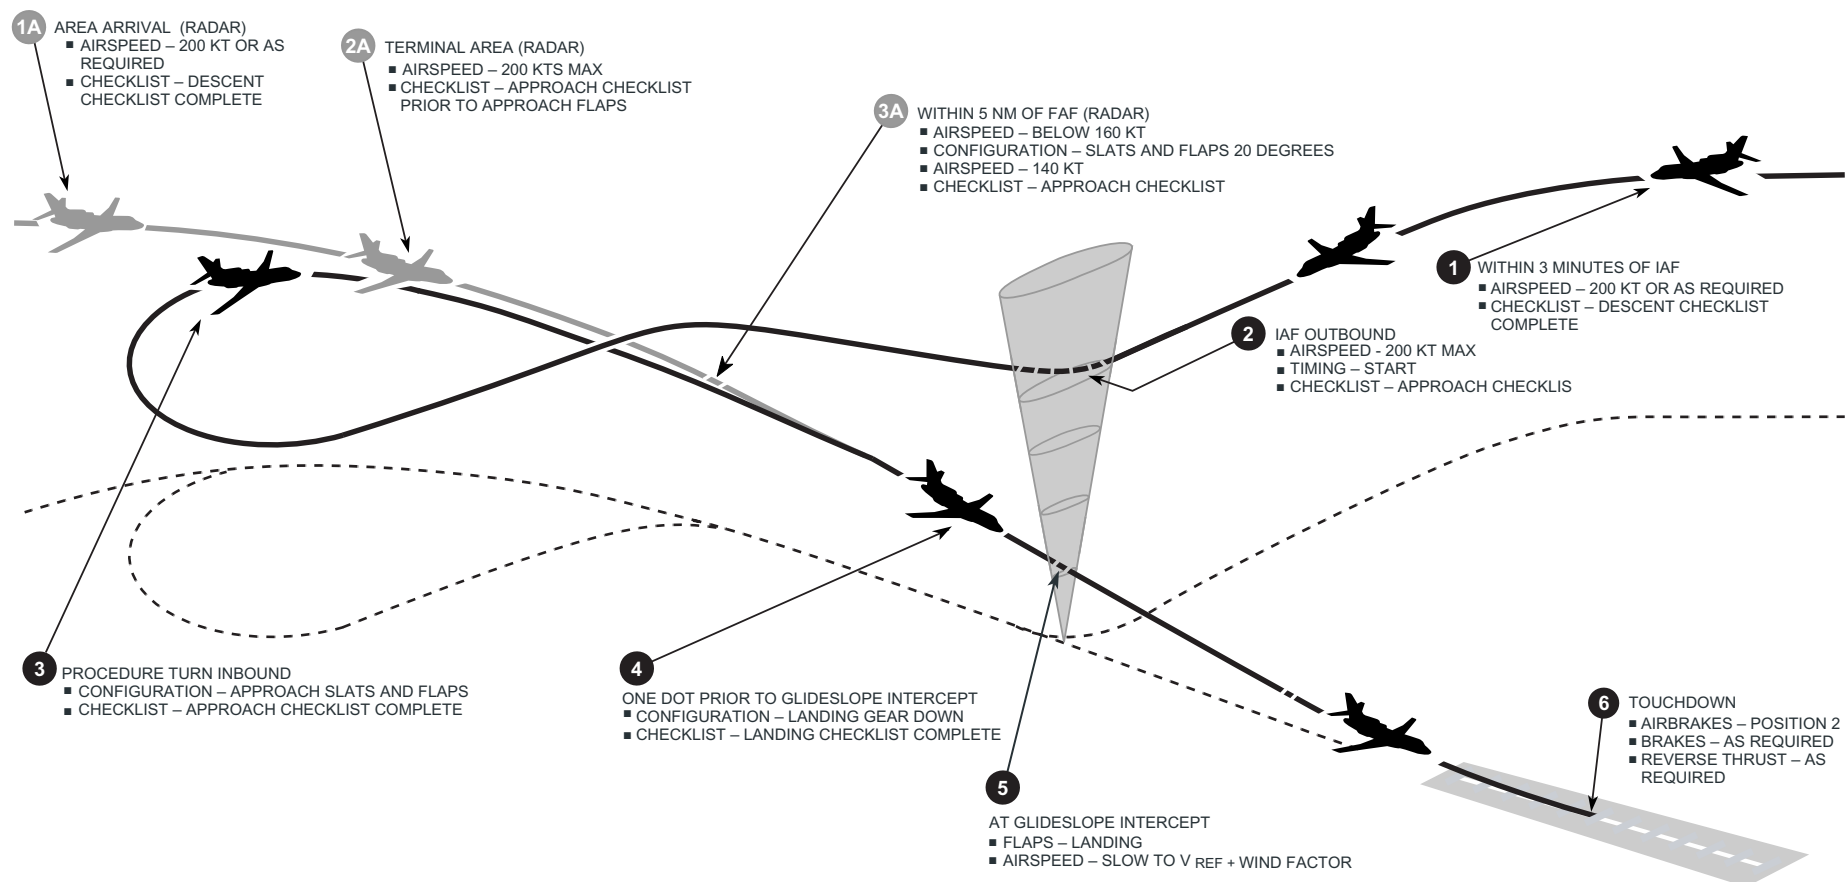 1A AREA ARRIVAL (RADAR)
■ AIRSPEED – 200 KT OR AS
REQUIRED
■ CHECKLIST – DESCENT
CHECKLIST COMPLETE
2A TERMINAL AREA (RADAR)
■ AIRSPEED – 200 KTS MAX
■ CHECKLIST – APPROACH CHECKLIST
PRIOR TO APPROACH FLAPS
3A WITHIN 5 NM OF FAF (RADAR)
■ AIRSPEED – BELOW 160 KT
■ CONFIGURATION – SLATS AND FLAPS 20 DEGREES
■ AIRSPEED – 140 KT
■ CHECKLIST – APPROACH CHECKLIST
1 WITHIN 3 MINUTES OF IAF
■ AIRSPEED – 200 KT OR AS REQUIRED
■ CHECKLIST – DESCENT CHECKLIST
COMPLETE
2 IAF OUTBOUND
■ AIRSPEED - 200 KT MAX
■ TIMING – START
■ CHECKLIST – APPROACH CHECKLIS
3 PROCEDURE TURN INBOUND
■ CONFIGURATION – APPROACH SLATS AND FLAPS
■ CHECKLIST – APPROACH CHECKLIST COMPLETE
4
ONE DOT PRIOR TO GLIDESLOPE INTERCEPT
■ CONFIGURATION – LANDING GEAR DOWN
■ CHECKLIST – LANDING CHECKLIST COMPLETE
5
AT GLIDESLOPE INTERCEPT
■ FLAPS – LANDING
■ AIRSPEED – SLOW TO V REF + WIND FACTOR
6 TOUCHDOWN
■ AIRBRAKES – POSITION 2
■ BRAKES – AS REQUIRED
■ REVERSE THRUST – AS
REQUIRED